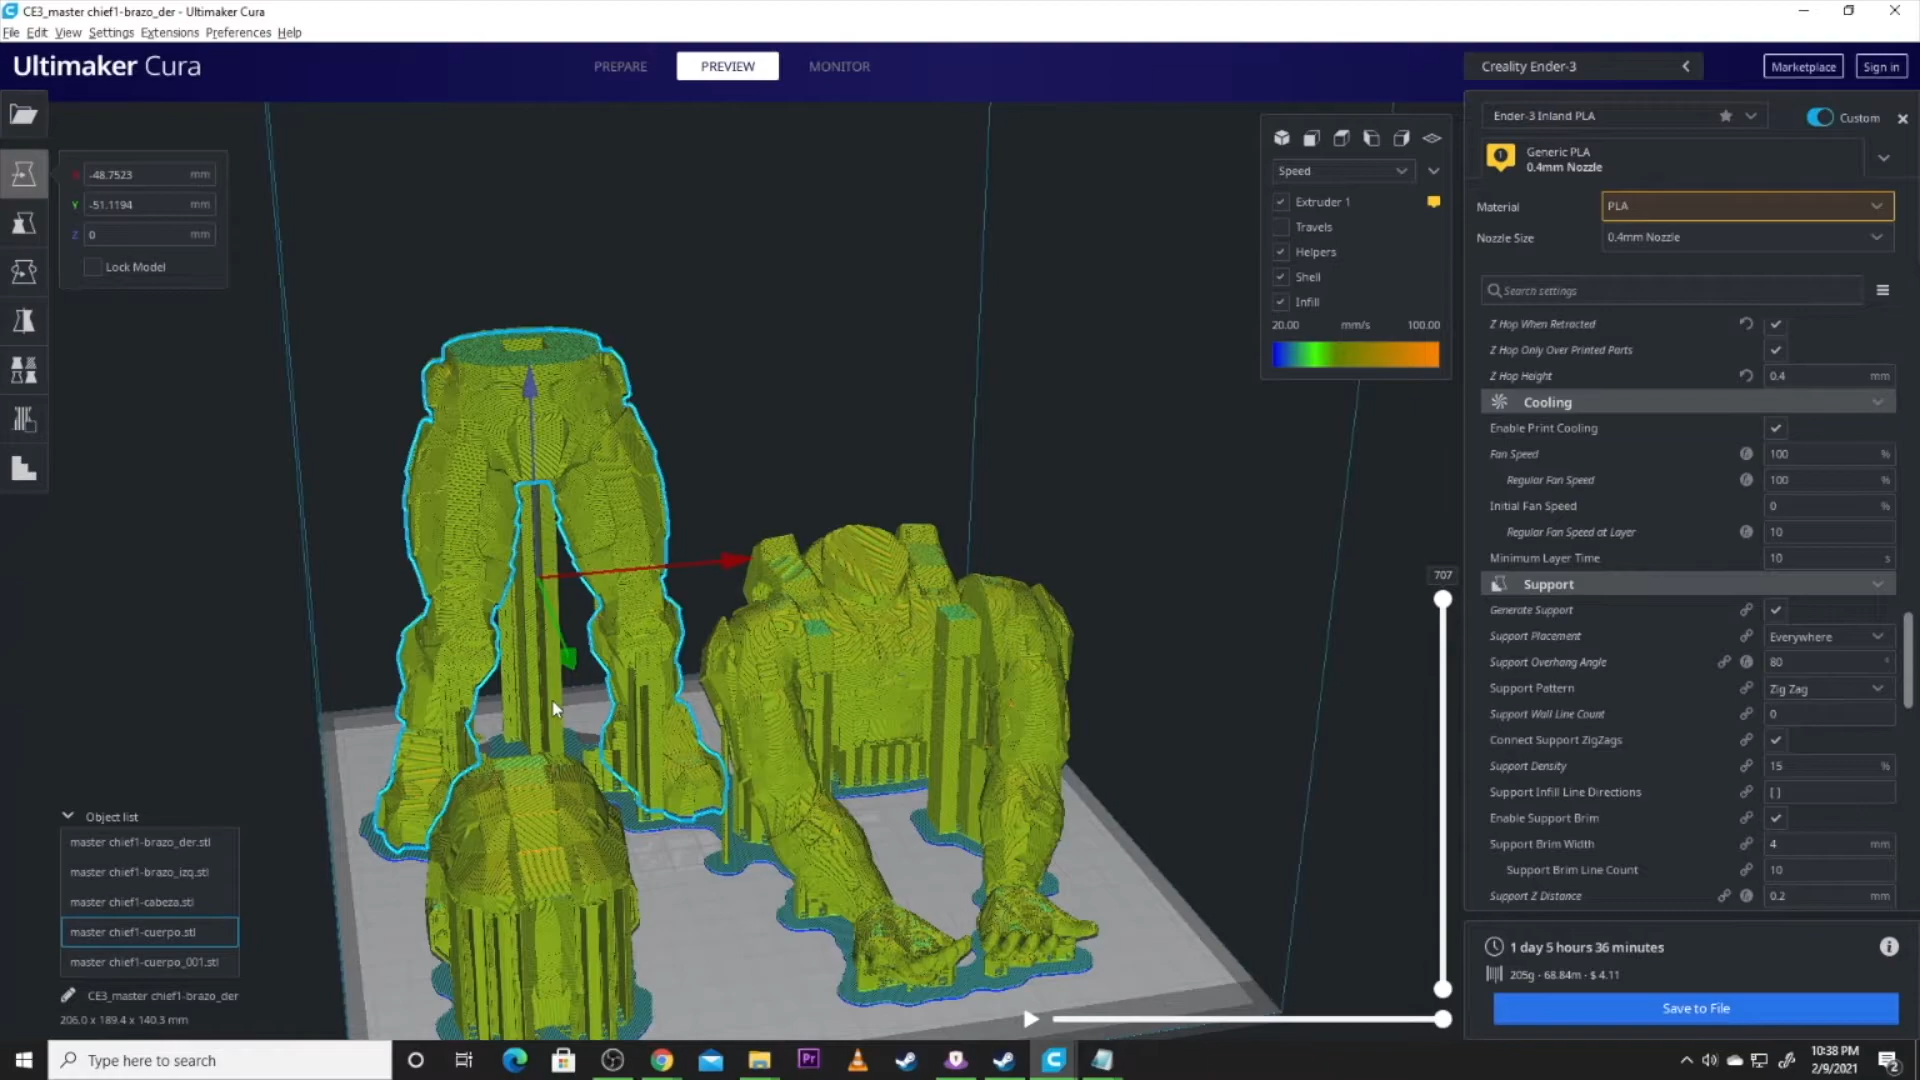 CE3_master chief1-brazo_der - Ultimaker Cura
File Edit View Settings Extensions Preferences Help
Ultimaker Cura
PREPARE
PREVIEW
MONITOR
Creality Ender-3
Marketplace
Sign in
Ender-3 Inland PLA
Custom
1
Generic PLA
0.4mm Nozzle
Material
PLA
Nozzle Size
0.4mm Nozzle
Search settings
X -48.7523 mm
Y -51.1194 mm
Z 0 mm
Lock Model
Speed
Extruder 1
Travels
Helpers
Shell
Infill
20.00 mm/s 100.00
Z Hop When Retracted
Z Hop Only Over Printed Parts
Z Hop Height 0.4 mm
Cooling
Enable Print Cooling
Fan Speed 100 %
Regular Fan Speed 100 %
Initial Fan Speed 0 %
Regular Fan Speed at Layer 10
Minimum Layer Time 10 s
Support
Generate Support
Support Placement Everywhere
Support Overhang Angle 80 °
Support Pattern Zig Zag
Support Wall Line Count 0
Connect Support ZigZags
Support Density 15 %
Support Infill Line Directions [ ]
Enable Support Brim
Support Brim Width 4 mm
Support Brim Line Count 10
Support Z Distance 0.2 mm
707
Object list
master chief1-brazo_der.stl
master chief1-brazo_izq.stl
master chief1-cabeza.stl
master chief1-cuerpo.stl
master chief1-cuerpo_001.stl
CE3_master chief1-brazo_der
206.0 x 189.4 x 140.3 mm
1 day 5 hours 36 minutes
205g - 68.84m - $ 4.11
Save to File
Type here to search
Pr
10:38 PM
2/9/2021
2